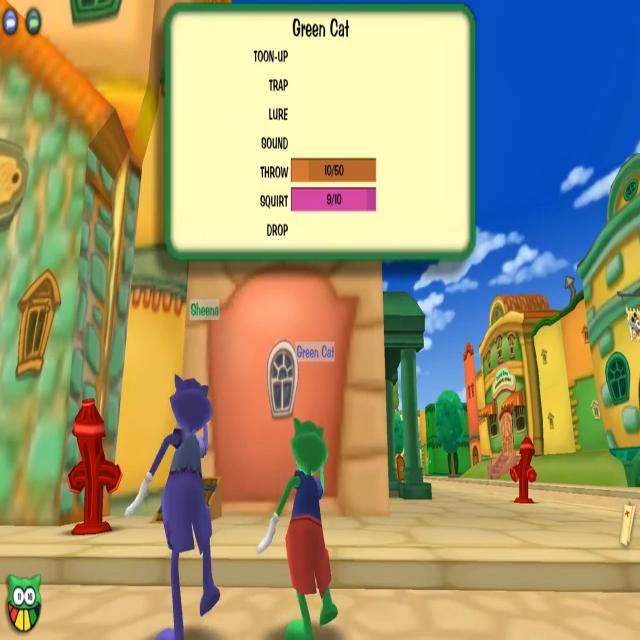 Green Cat
TOON-UP
TRAP
LURE
SOUND
THROW 10/50
SQUIRT 9/10
DROP
Sheena
Green Cat